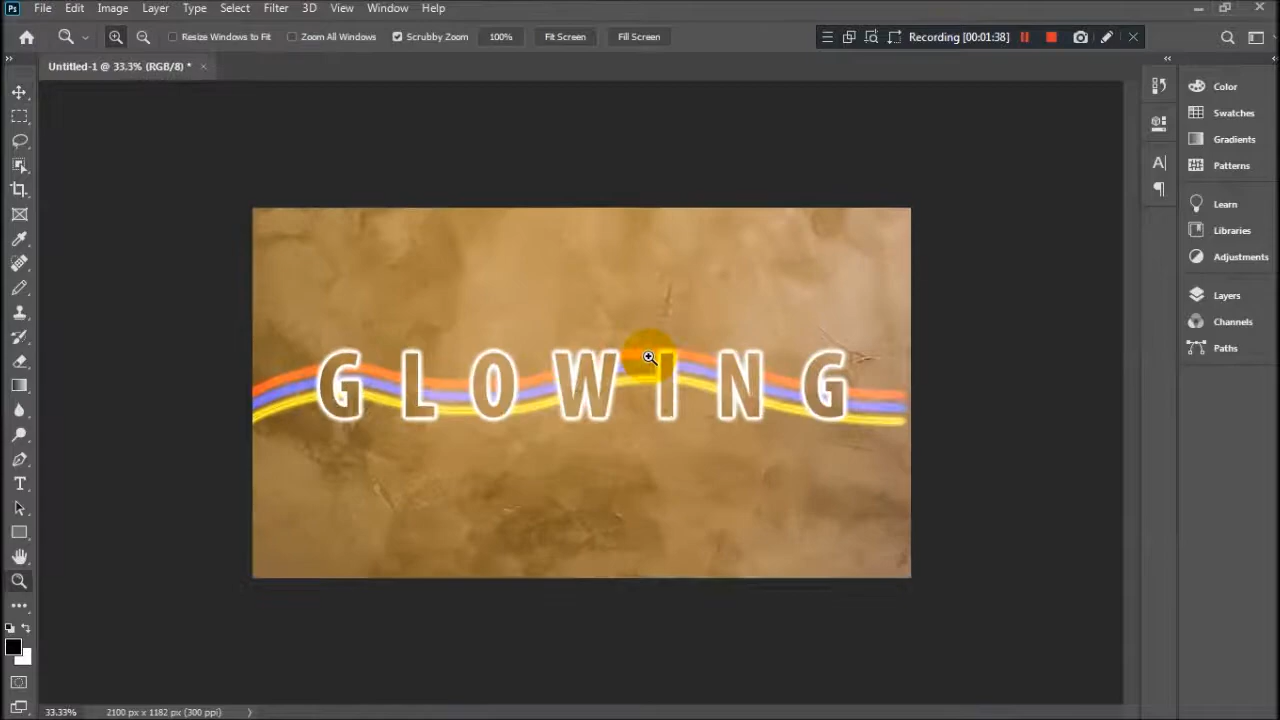 Ps File Edit Image Layer Type Select Filter 3D View Window Help
Resize Windows to Fit Zoom All Windows Scrubby Zoom 100% Fit Screen Fill Screen Recording [00:01:38]
Untitled-1 @ 33.3% (RGB/8) * ×
Color
Swatches
Gradients
Patterns
Learn
Libraries
Adjustments
Layers
Channels
Paths
GLOWING
33.33% 2100 px x 1182 px (300 ppi)